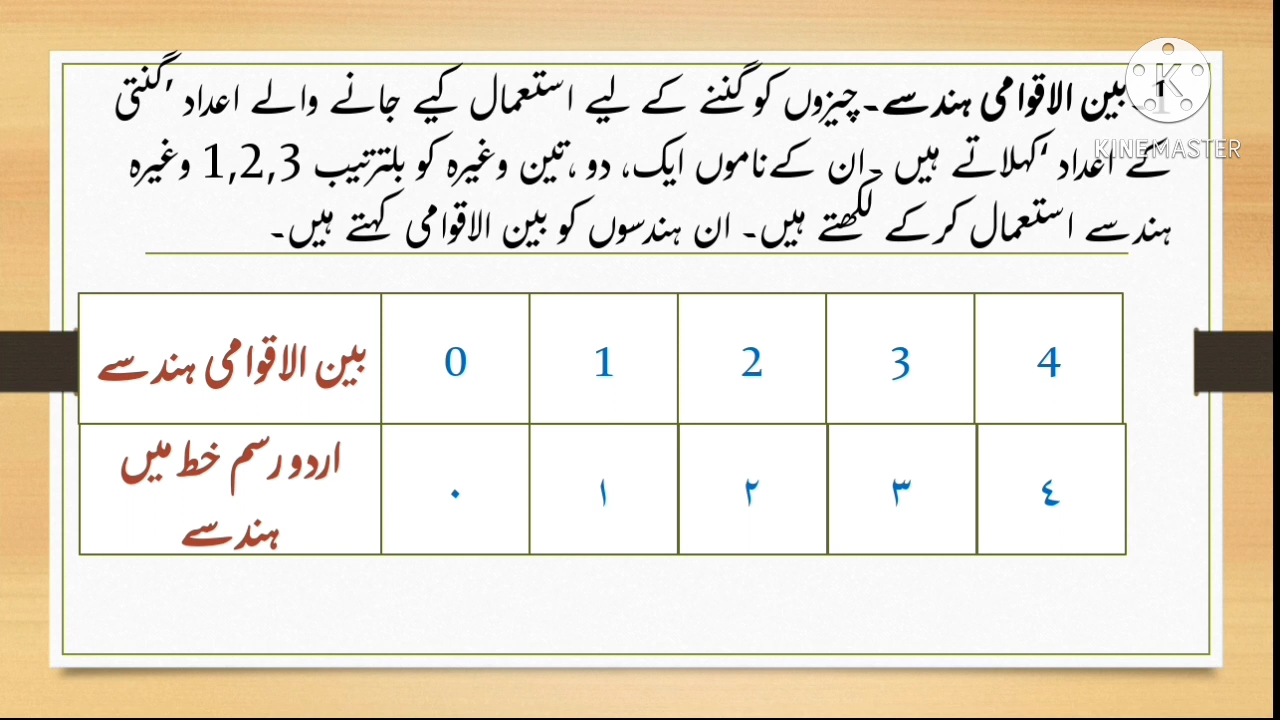 1۔ بین الاقوامی ہندسے۔ چیزوں کو گننے کے لیے استعمال کیے جانے والے اعداد ’گنتی
کے اعداد‘ کہلاتے ہیں ۔ان کے ناموں ایک، دو ،تین وغیرہ کو بلترتیب 1,2,3 وغیرہ
ہندسے استعمال کرکے لکھتے ہیں۔ ان ہندسوں کو بین الاقوامی کہتے ہیں۔
K
KINEMASTER
بین الاقوامی ہندسے 0 1 2 3 4
اردو رسم خط میں
ہندسے ٠ ١ ٢ ٣ ٤